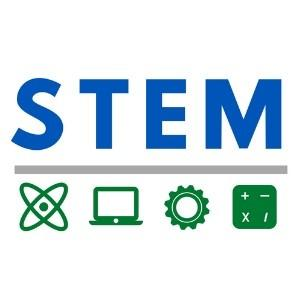 STEM
+ −
x /